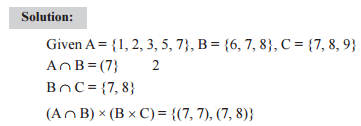 Solution:
Given A = {1, 2, 3, 5, 7}, B = {6, 7, 8}, C = {7, 8, 9}
A ∩ B = (7} 2
B ∩ C = {7, 8}
(A ∩ B) × (B × C) = {(7, 7), (7, 8)}